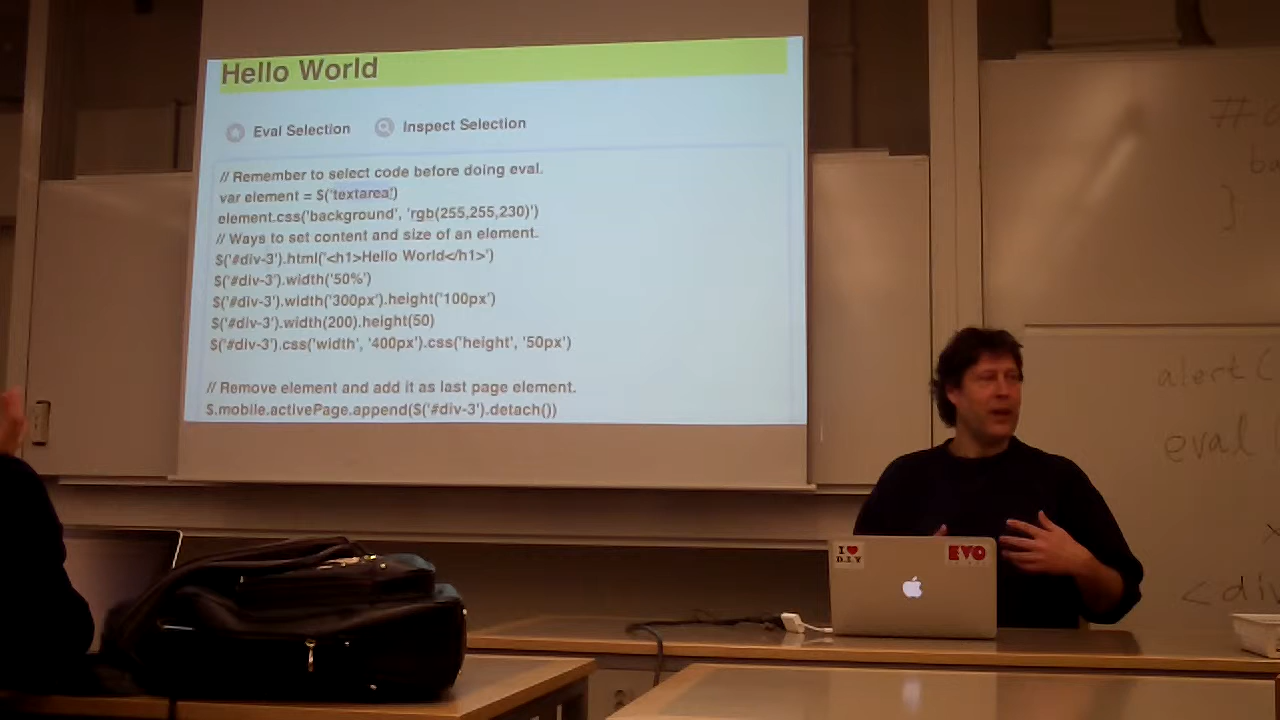 Hello World
Eval Selection Inspect Selection
// Remember to select code before doing eval.
var element = $('textarea')
element.css('background', 'rgb(255,255,230)')
// Ways to set content and size of an element.
$('#div-3').html('<h1>Hello World</h1>')
$('#div-3').width('50%')
$('#div-3').width('300px').height('100px')
$('#div-3').width(200).height(50)
$('#div-3').css('width', '400px').css('height', '50px')
// Remove element and add it as last page element.
$.mobile.activePage.append($('#div-3').detach())
#
ba
}
alert(
eval
x
<div
I ♥
D.I.Y
EVO